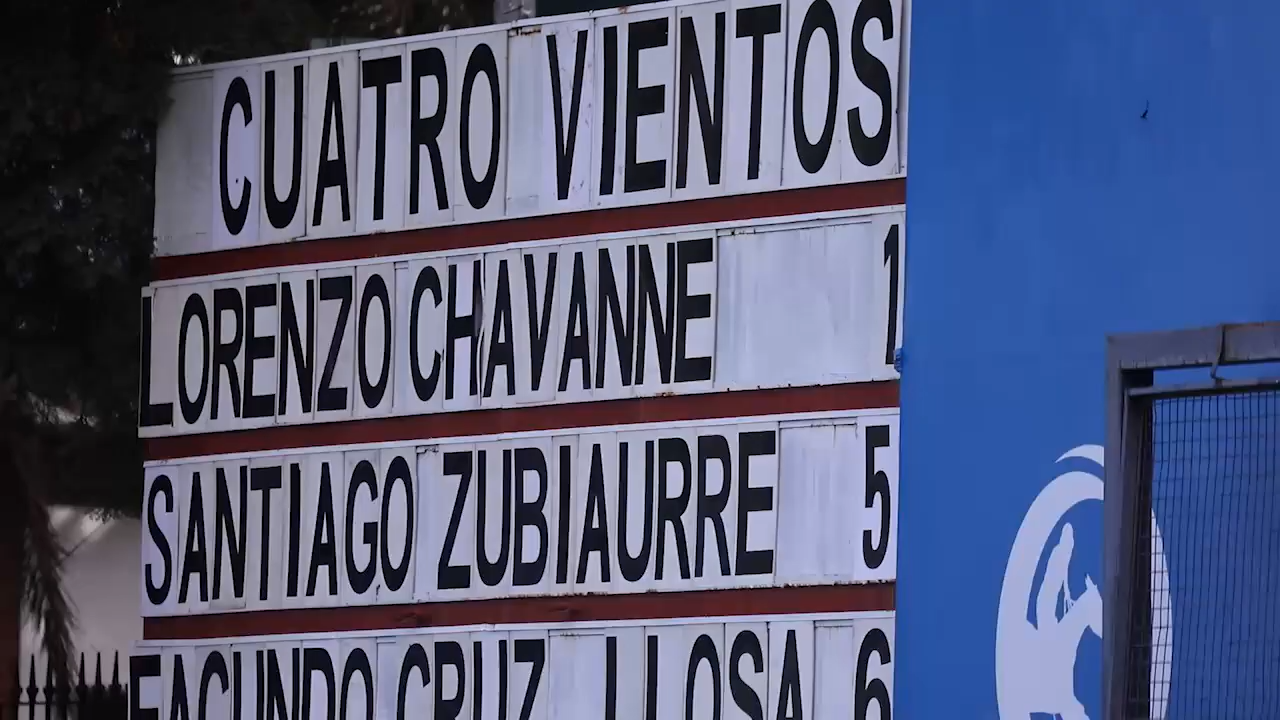 CUATRO VIENTOS
LORENZO CHAVANNE 1
SANTIAGO ZUBIAURRE 5
FACUNDO CRUZ LLOSA 6